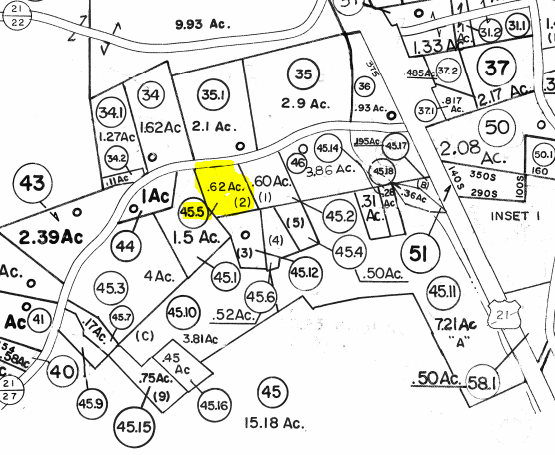 21
22
9.93 Ac.
1.33 Ac.
31.2
31.1
35
2.9 Ac.
35.1
2.1 Ac.
34
1.62Ac
34.1
1.27Ac
34.2
.11Ac
375
36
.93 Ac.
405Ac.
37.2
37
2.17 Ac.
37.1
.817
Ac.
50
2.08
Ac.
50.1
160
350S
290S
140S
100S
INSET 1
195Ac.
45.17
45.14
46
3.86 Ac.
45.18
(B)
.36Ac
.28
Ac
.31
Ac.
43
2.39Ac
1Ac
44
.62Ac.
(2)
45.5
.60Ac.
(1)
45.2
(5)
(4)
(3)
45.4
1.5 Ac.
45.1
45.12
45.6
.52Ac.
.50Ac.
51
45.11
7.21Ac
"A"
21
4 Ac.
45.3
45.10
3.81Ac
(C)
45.7
.17Ac.
Ac.
Ac
41
.58Ac.
40
21
27
45.9
.45
Ac
.75Ac.
(9)
45.16
45.15
45
15.18 Ac.
.50Ac.
58.1